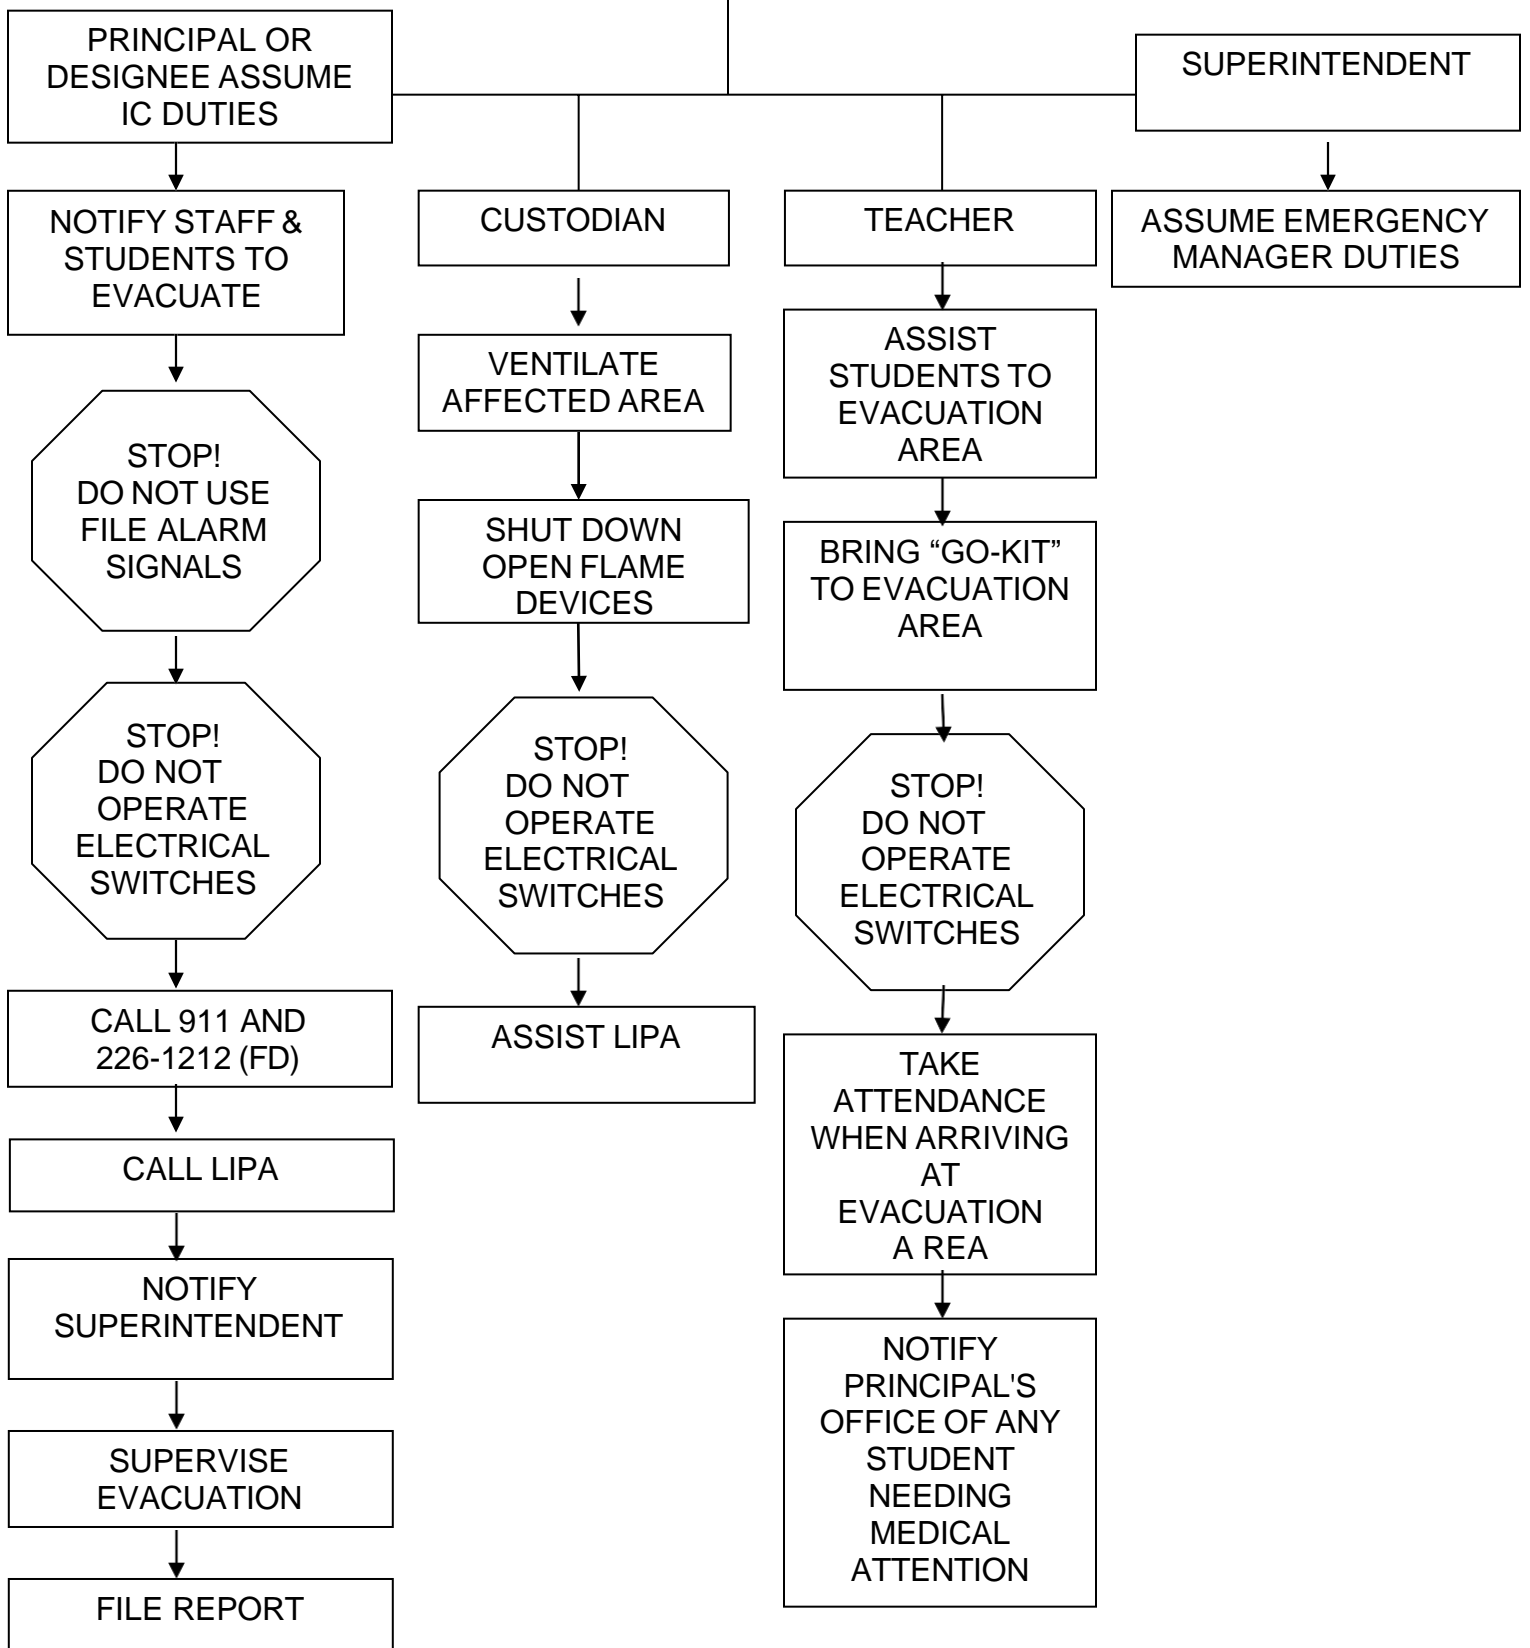 PRINCIPAL OR
DESIGNEE ASSUME
IC DUTIES
NOTIFY STAFF &
STUDENTS TO
EVACUATE
STOP!
DO NOT USE
FILE ALARM
SIGNALS
STOP!
DO NOT
OPERATE
ELECTRICAL
SWITCHES
CALL 911 AND
226-1212 (FD)
CALL LIPA
NOTIFY
SUPERINTENDENT
SUPERVISE
EVACUATION
FILE REPORT
CUSTODIAN
VENTILATE
AFFECTED AREA
SHUT DOWN
OPEN FLAME
DEVICES
STOP!
DO NOT
OPERATE
ELECTRICAL
SWITCHES
ASSIST LIPA
TEACHER
ASSIST
STUDENTS TO
EVACUATION
AREA
BRING “GO-KIT”
TO EVACUATION
AREA
STOP!
DO NOT
OPERATE
ELECTRICAL
SWITCHES
TAKE
ATTENDANCE
WHEN ARRIVING
AT
EVACUATION
A REA
NOTIFY
PRINCIPAL'S
OFFICE OF ANY
STUDENT
NEEDING
MEDICAL
ATTENTION
SUPERINTENDENT
ASSUME EMERGENCY
MANAGER DUTIES